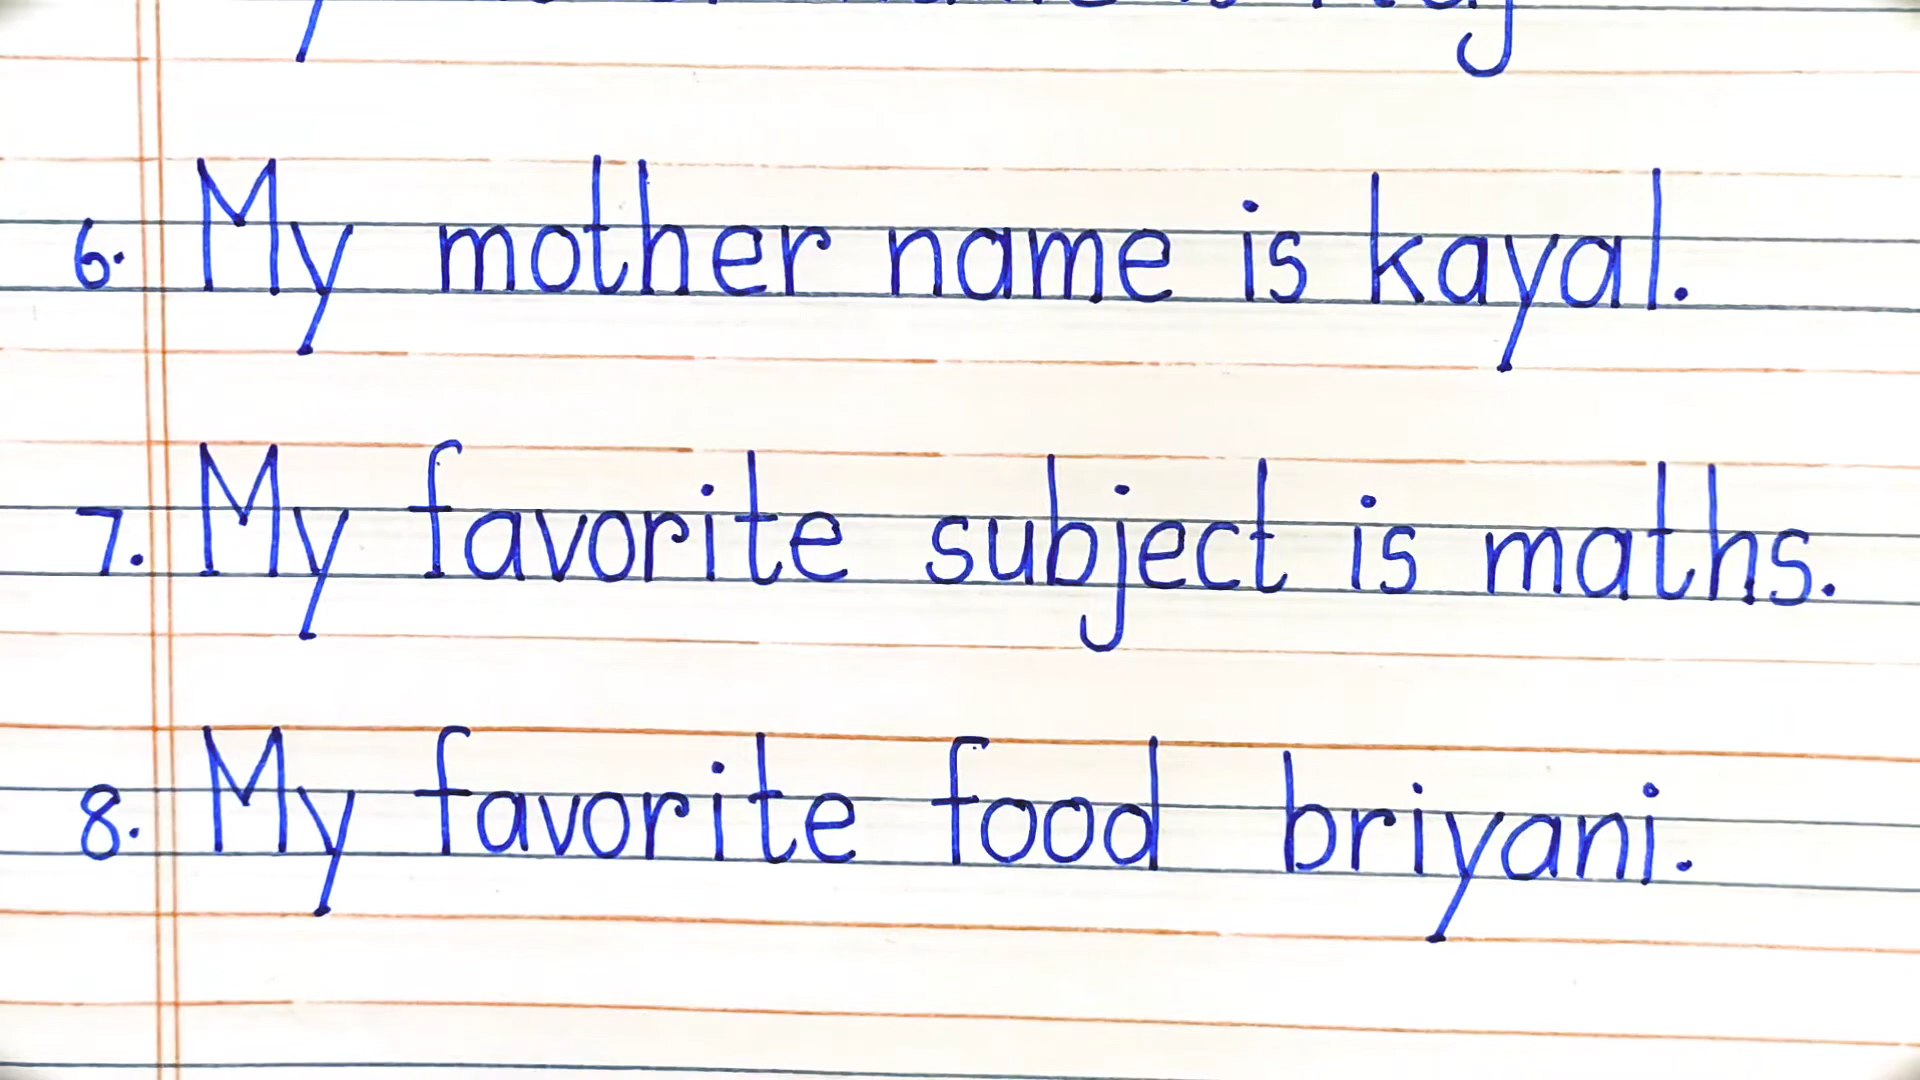 6. My mother name is kayal.
7. My favorite subject is maths.
8. My favorite food briyani.